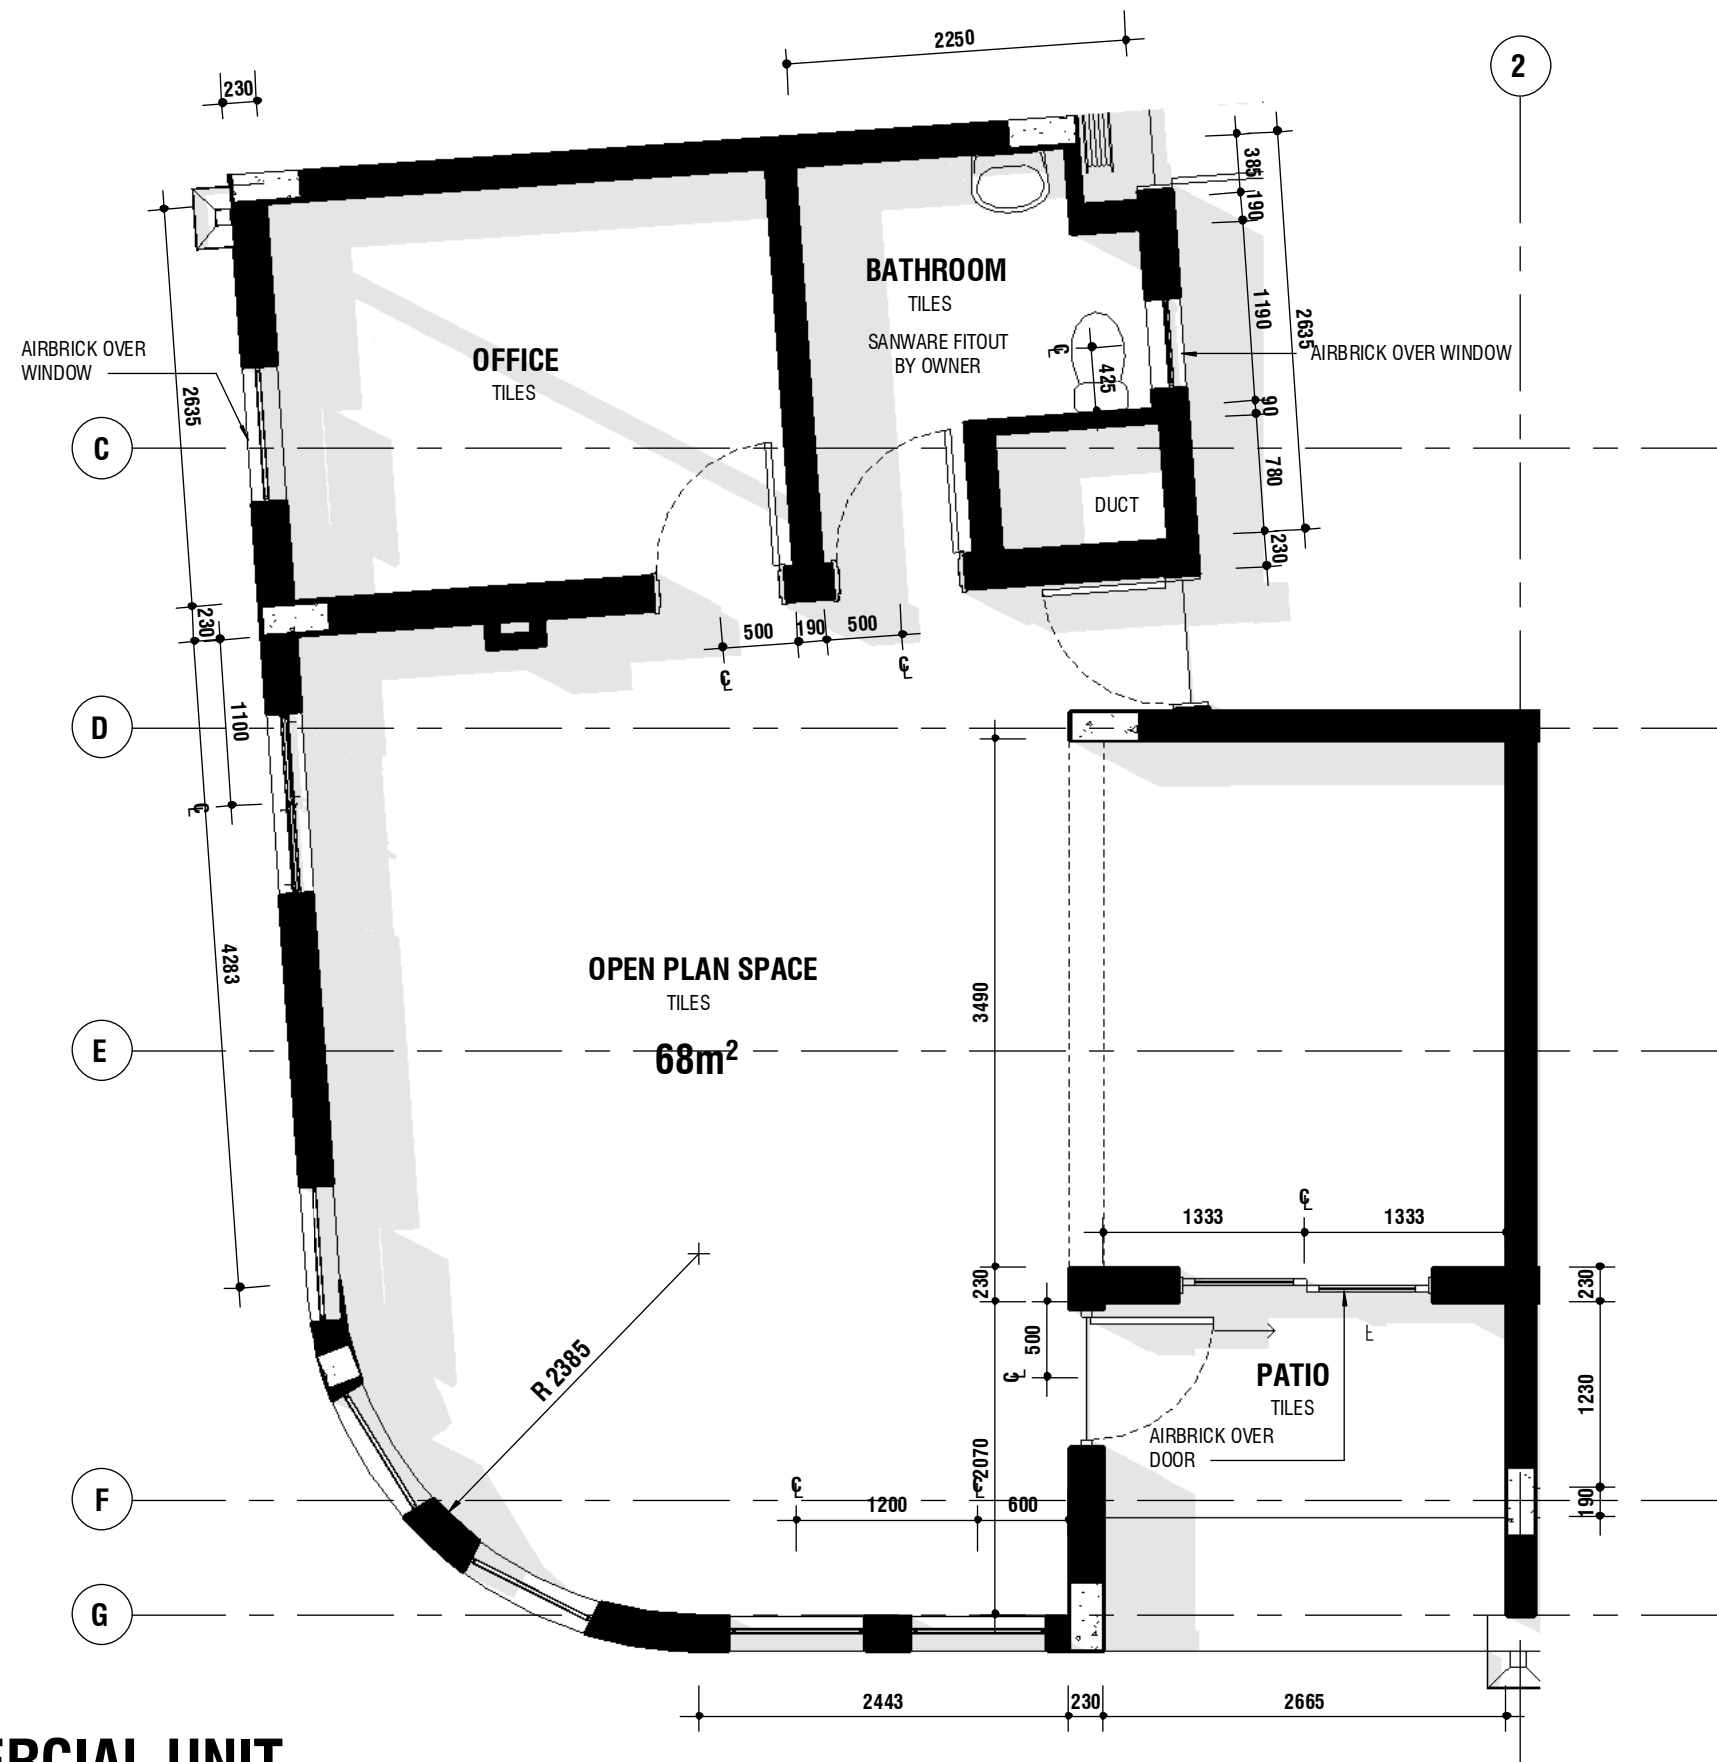 2250
230
2
385
190
BATHROOM
TILES
1190
2635
SANWARE FITOUT
BY OWNER
AIRBRICK OVER
WINDOW
OFFICE
TILES
AIRBRICK OVER WINDOW
425
2635
90
C
780
DUCT
230
230
500
190
500
1100
D
4283
OPEN PLAN SPACE
TILES
3490
E
68m²
1333
1333
230
230
500
R 2385
PATIO
TILES
1230
AIRBRICK OVER
DOOR
2070
F
1200
600
190
G
2443
230
2665
ERCIAL UNIT